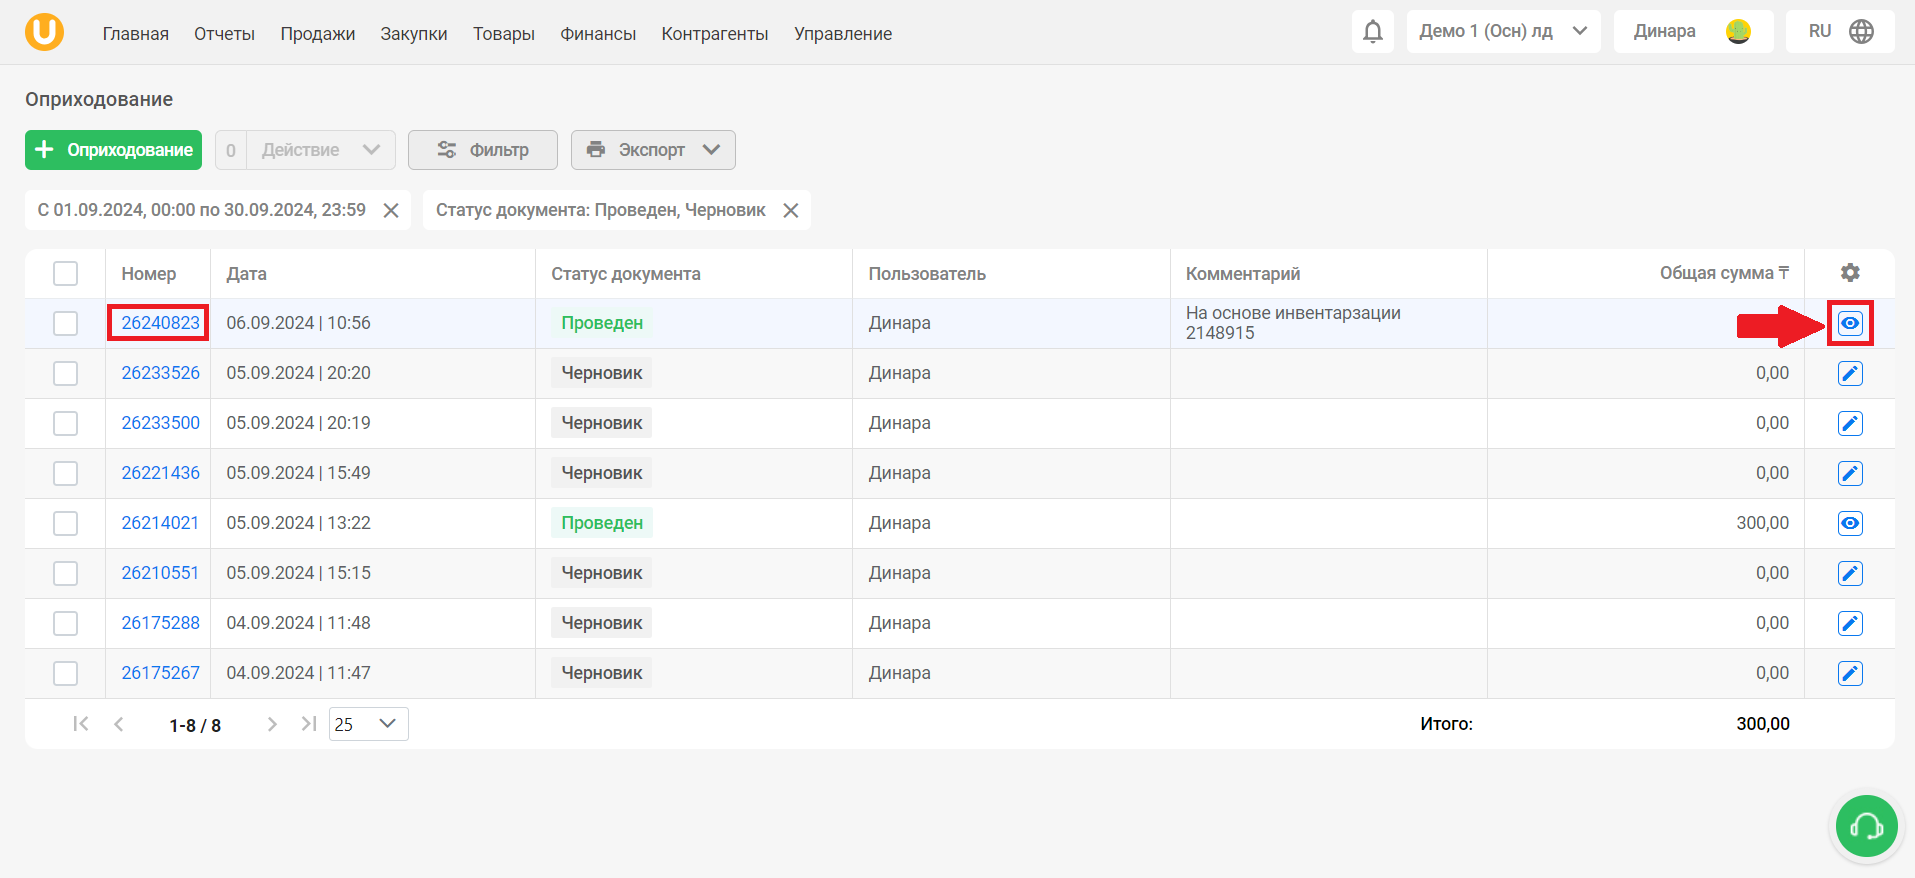 Главная Отчеты Продажи Закупки Товары Финансы Контрагенты Управление Демо 1 (Осн) лд Динара RU
Оприходование
Оприходование 0 Действие Фильтр Экспорт
С 01.09.2024, 00:00 по 30.09.2024, 23:59 Статус документа: Проведен, Черновик
Номер Дата Статус документа Пользователь Комментарий Общая сумма ₸
26240823 06.09.2024 | 10:56 Проведен Динара На основе инвентарзации
2148915
26233526 05.09.2024 | 20:20 Черновик Динара 0,00
26233500 05.09.2024 | 20:19 Черновик Динара 0,00
26221436 05.09.2024 | 15:49 Черновик Динара 0,00
26214021 05.09.2024 | 13:22 Проведен Динара 300,00
26210551 05.09.2024 | 15:15 Черновик Динара 0,00
26175288 04.09.2024 | 11:48 Черновик Динара 0,00
26175267 04.09.2024 | 11:47 Черновик Динара 0,00
1-8 / 8 25 Итого: 300,00